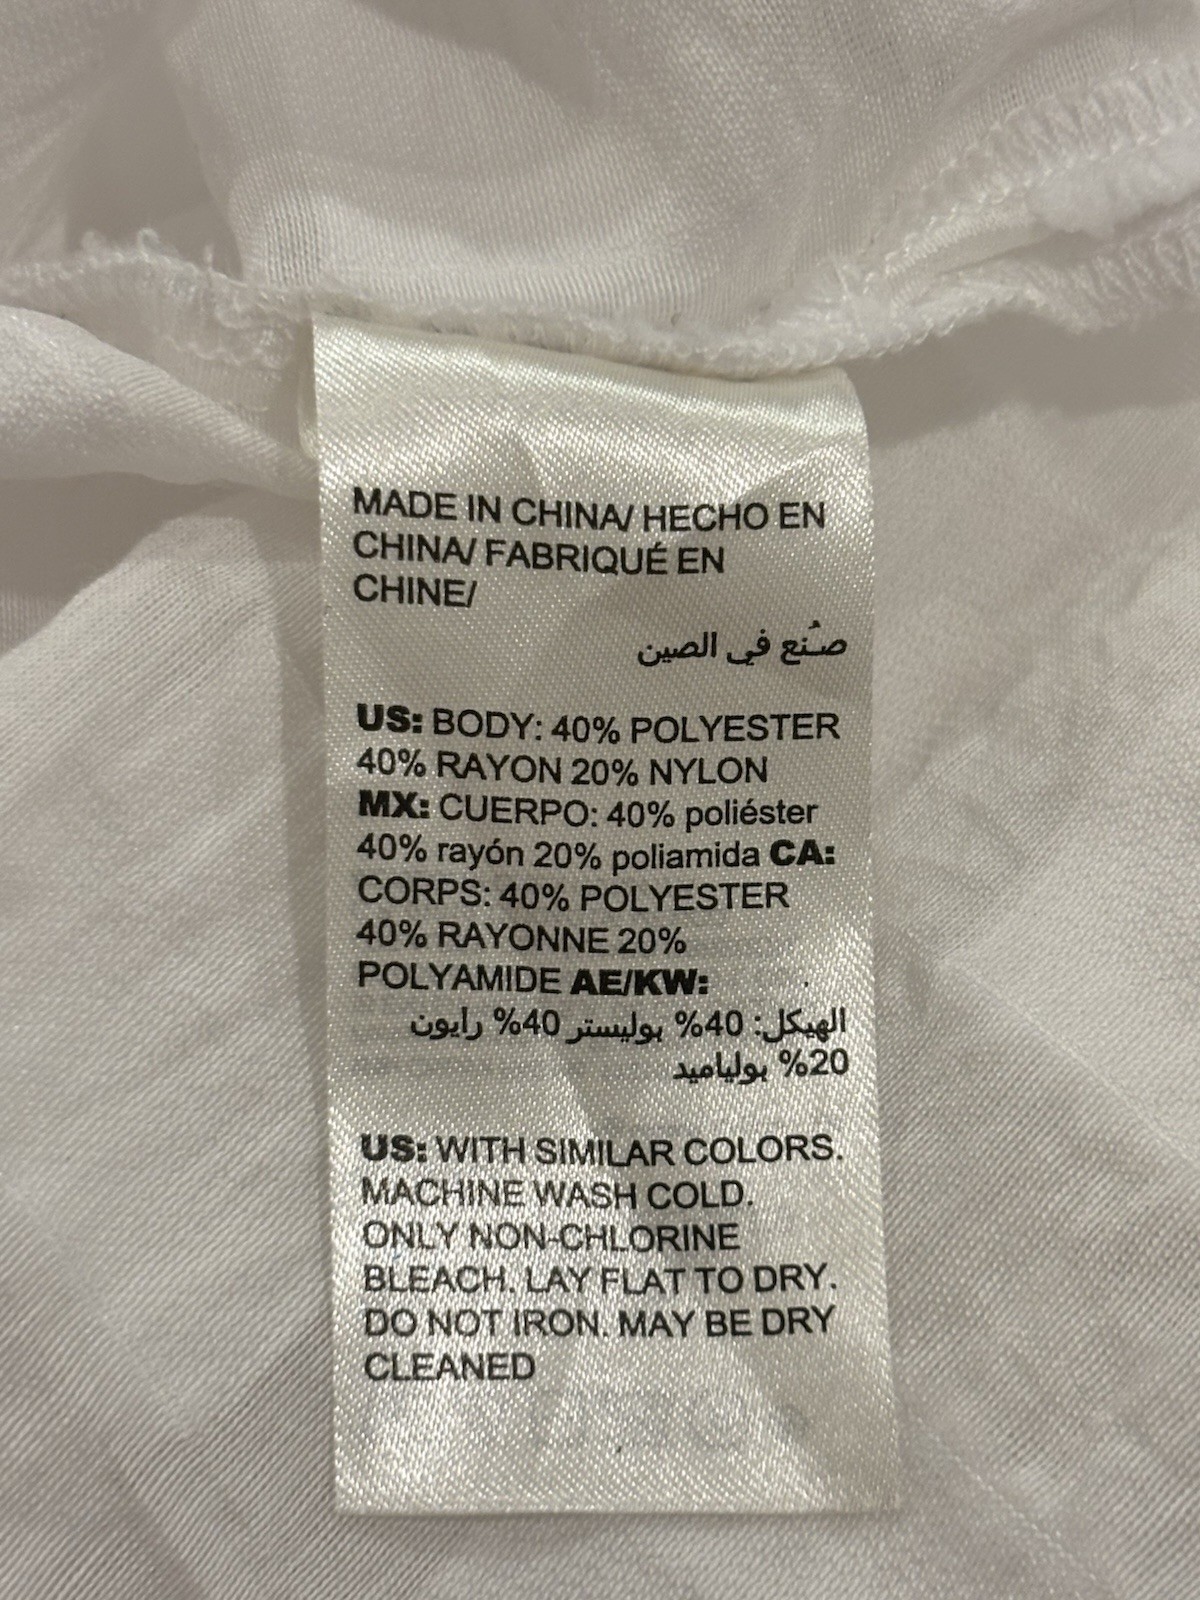 MADE IN CHINA/ HECHO EN
CHINA/ FABRIQUÉ EN
CHINE/
صُنع في الصين
US: BODY: 40% POLYESTER
40% RAYON 20% NYLON
MX: CUERPO: 40% poliéster
40% rayón 20% poliamida CA:
CORPS: 40% POLYESTER
40% RAYONNE 20%
POLYAMIDE AE/KW:
الهيكل: 40% بوليستر 40% رايون
20% بولياميد
US: WITH SIMILAR COLORS.
MACHINE WASH COLD.
ONLY NON-CHLORINE
BLEACH. LAY FLAT TO DRY.
DO NOT IRON. MAY BE DRY
CLEANED